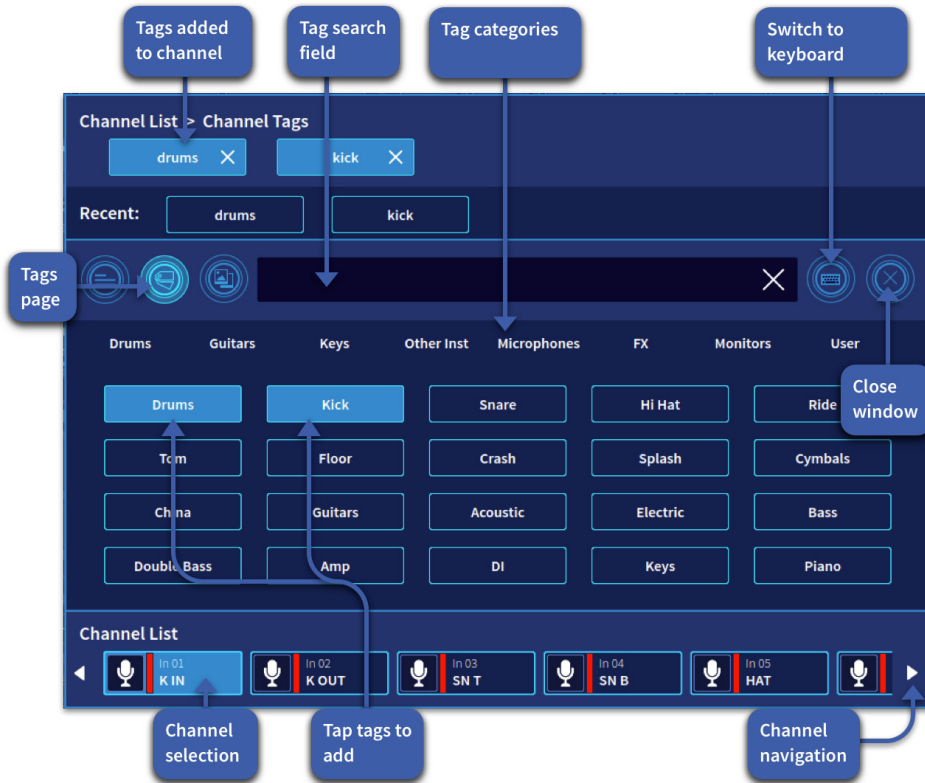 Tags added
to channel
Tag search
field
Tag categories
Switch to
keyboard
Channel List > Channel Tags
drums
kick
Recent:
drums
kick
Tags
page
Drums
Guitars
Keys
Other Inst
Microphones
FX
Monitors
User
Close
window
Drums
Kick
Snare
Hi Hat
Ride
Tom
Floor
Crash
Splash
Cymbals
China
Guitars
Acoustic
Electric
Bass
Double Bass
Amp
DI
Keys
Piano
Channel List
In 01
K IN
In 02
K OUT
In 03
SN T
In 04
SN B
In 05
HAT
Channel
selection
Tap tags to
add
Channel
navigation